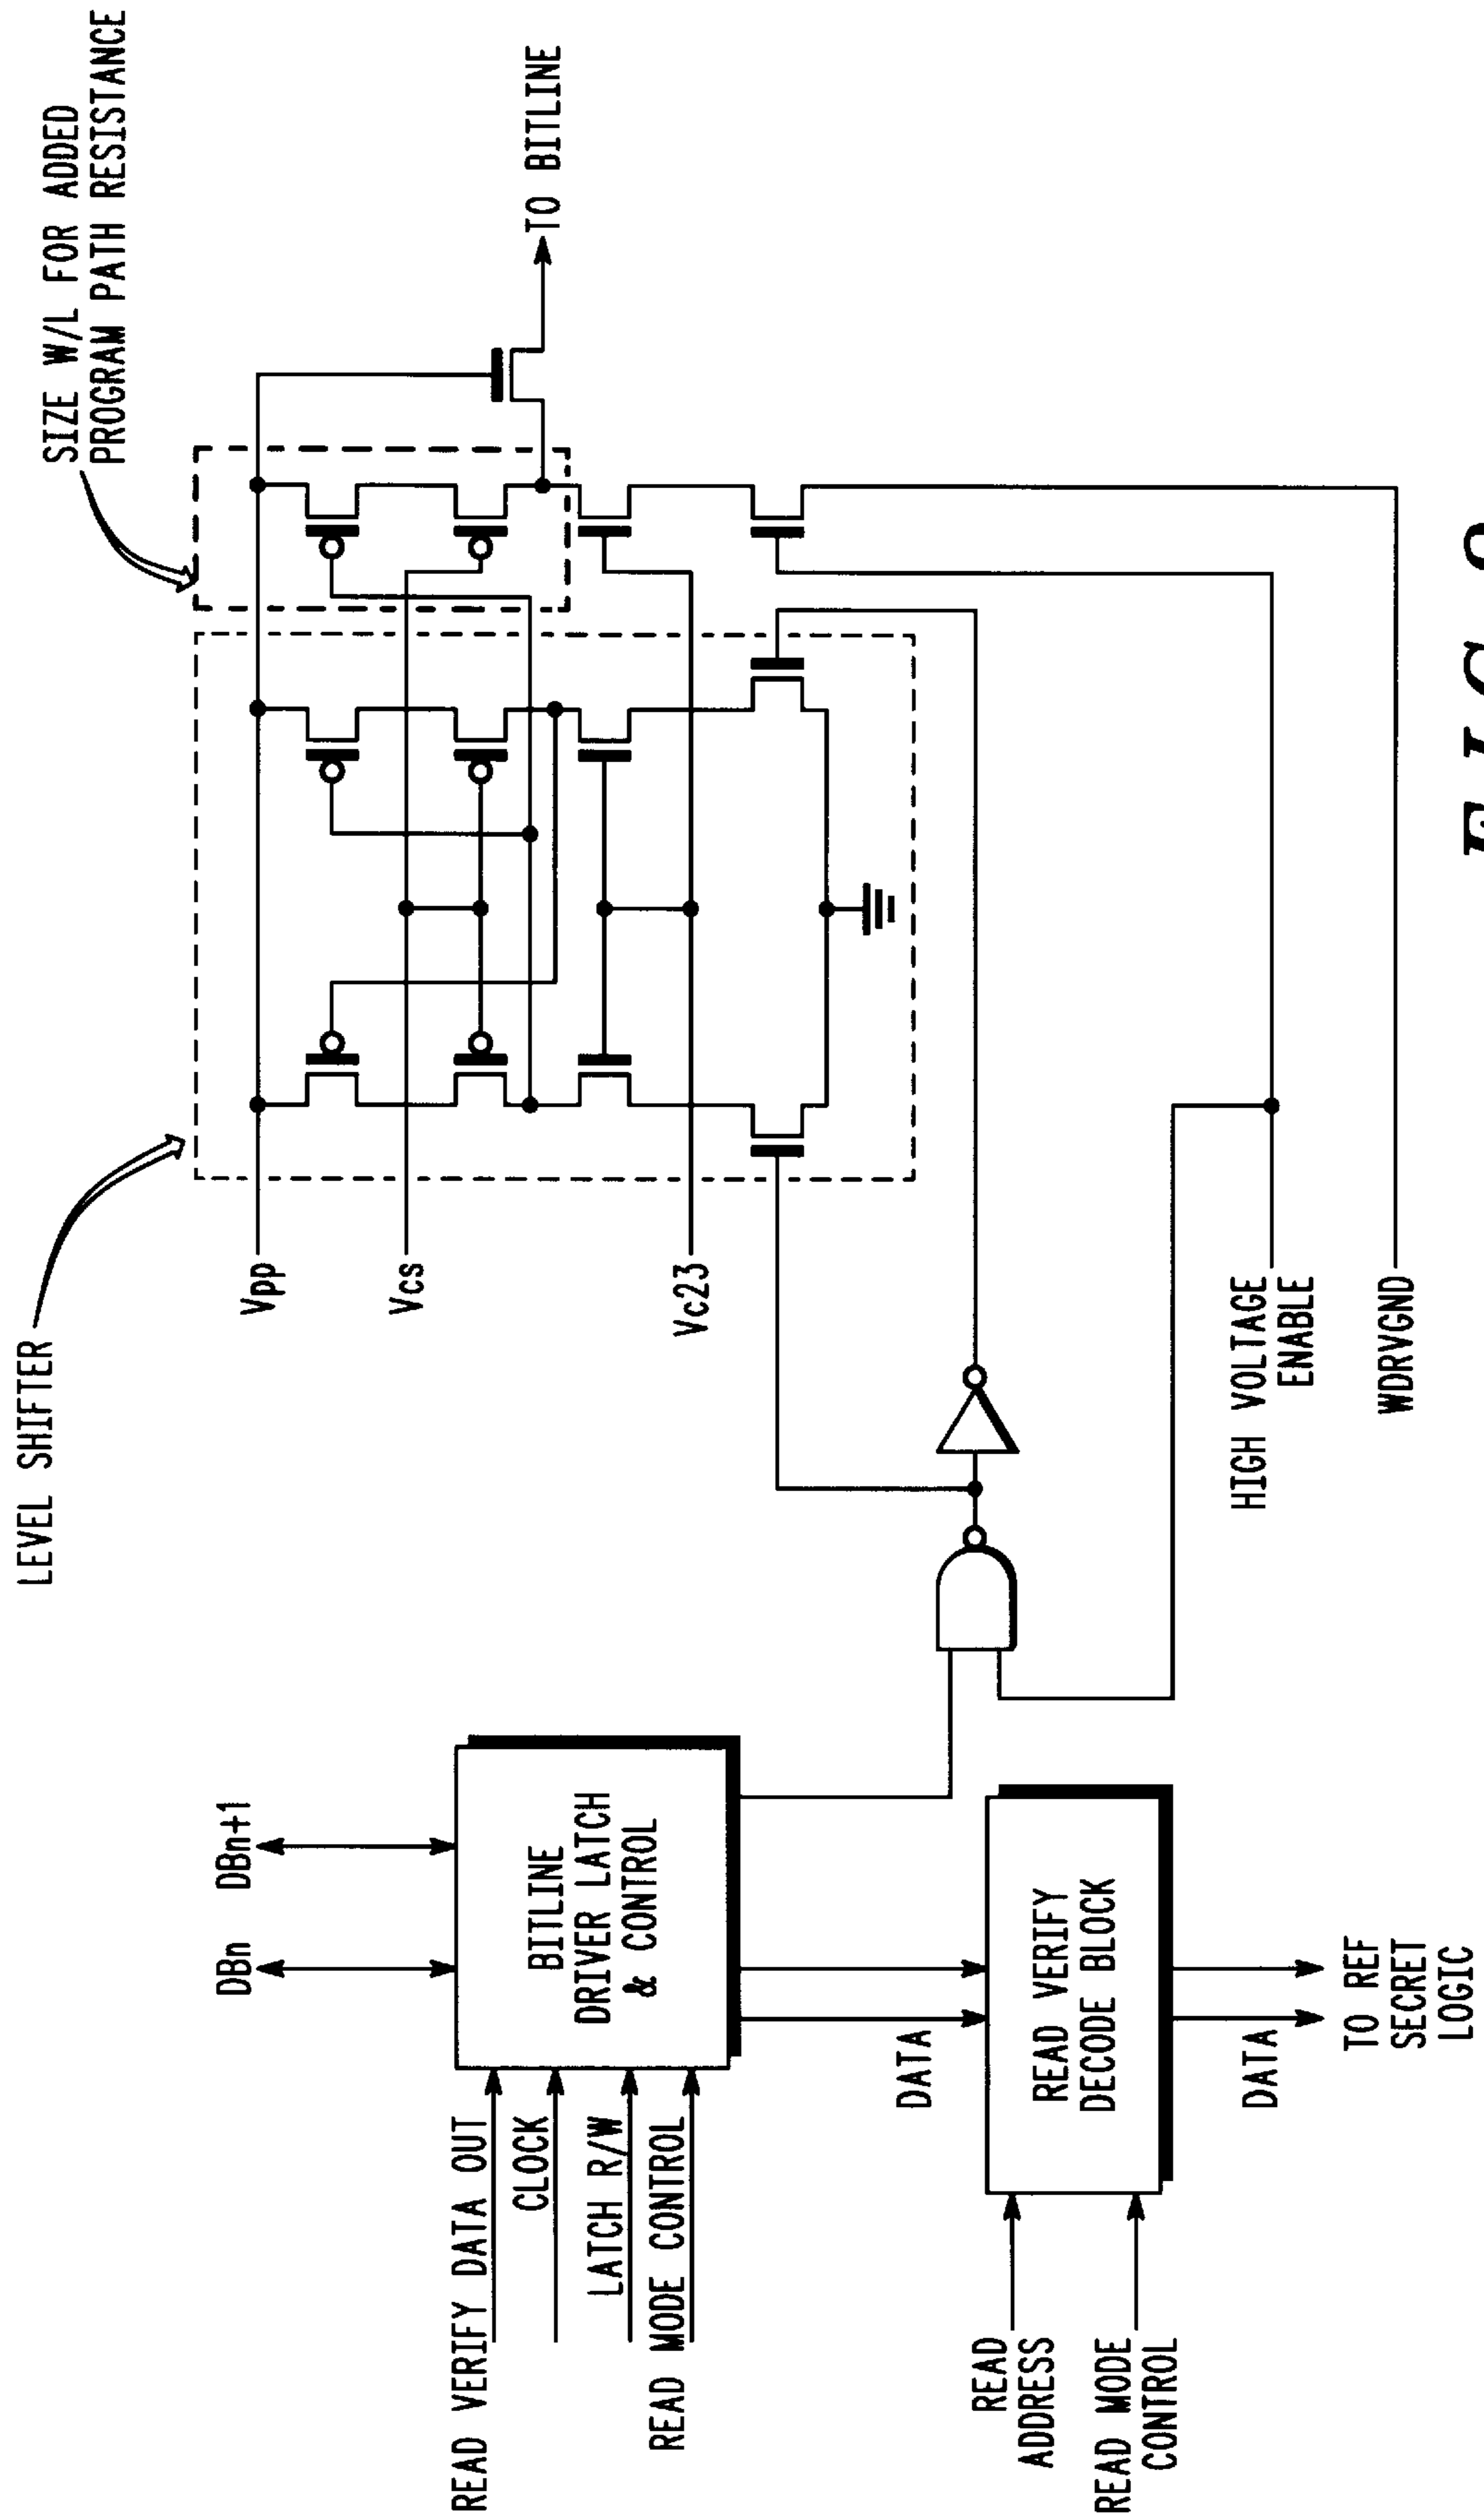 LEVEL SHIFTER
SIZE W/L FOR ADDED
PROGRAM PATH RESISTANCE
DBn
DBn+1
Vpp
Vcs
Vc23
TO BITLINE
READ VERIFY DATA OUT
CLOCK
LATCH R/W
READ MODE CONTROL
BITLINE
DRIVER LATCH
& CONTROL
DATA
READ
ADDRESS
READ MODE
CONTROL
READ VERIFY
DECODE BLOCK
DATA
TO REF
SECRET
LOGIC
HIGH VOLTAGE
ENABLE
WDRVGND